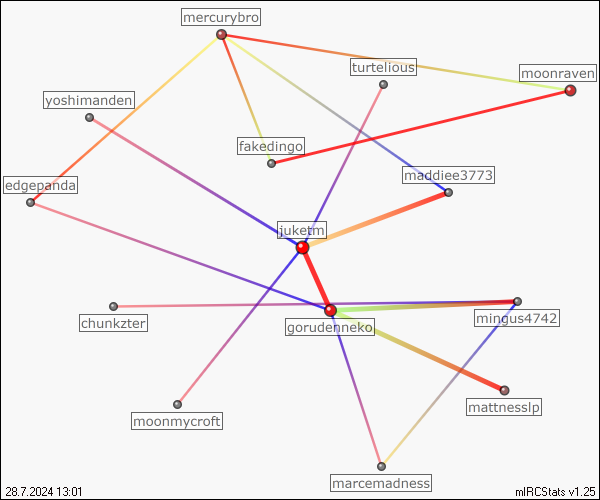 mercurybro
turtelious
moonraven
yoshimanden
fakedingo
maddiee3773
edgepanda
juketm
chunkzter
gorudenneko
mingus4742
mattnesslp
moonmycroft
marcemadness
28.7.2024 13:01
mIRCStats v1.25